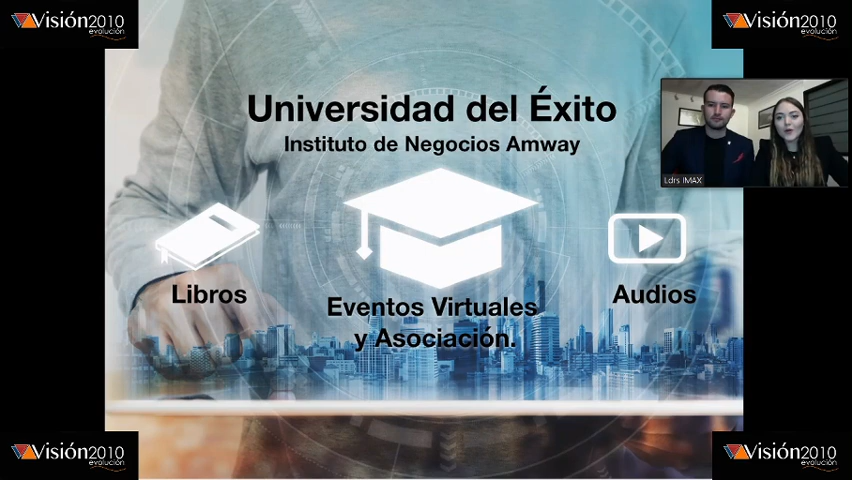 Visión2010
evolución
Visión2010
evolución
Universidad del Éxito
Instituto de Negocios Amway
Ldrs IMAX
Libros
Eventos Virtuales
y Asociación.
Audios
Visión2010
evolución
Visión2010
evolución